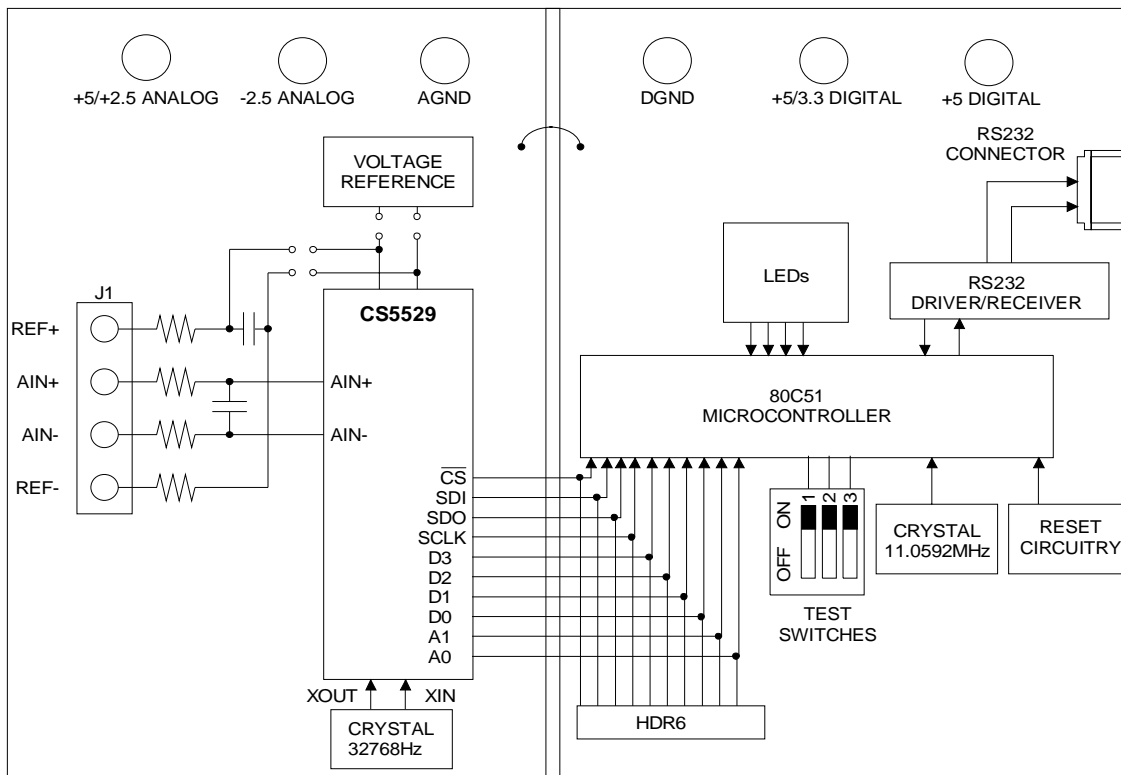 +5/+2.5 ANALOG
-2.5 ANALOG
AGND
DGND
+5/3.3 DIGITAL
+5 DIGITAL
RS232
CONNECTOR
VOLTAGE
REFERENCE
LEDs
RS232
DRIVER/RECEIVER
J1
CS5529
REF+
AIN+
AIN-
REF-
AIN+
AIN-
80C51
MICROCONTROLLER
CS
SDI
SDO
SCLK
D3
D2
D1
D0
A1
A0
ON
OFF
1
2
3
TEST
SWITCHES
CRYSTAL
11.0592MHz
RESET
CIRCUITRY
XOUT
XIN
CRYSTAL
32768Hz
HDR6